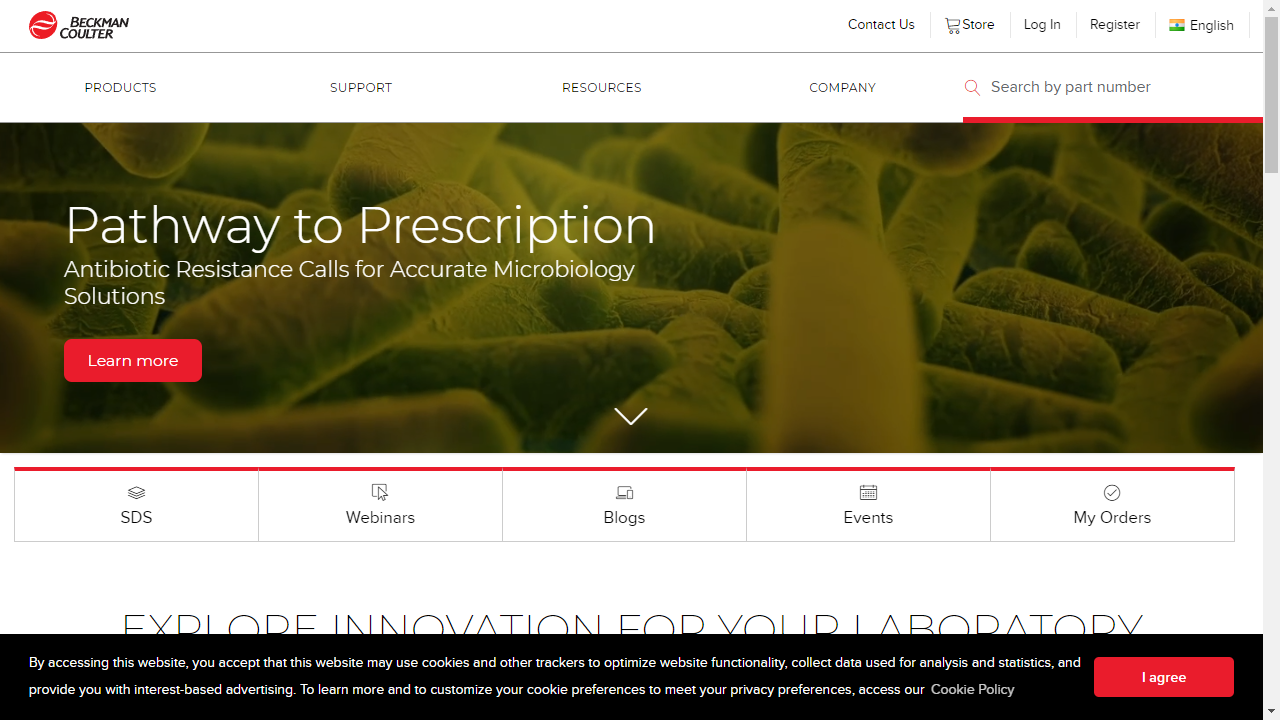 BECKMAN
COULTER
Contact Us
Store
Log In
Register
English
PRODUCTS
SUPPORT
RESOURCES
COMPANY
Search by part number
Pathway to Prescription
Antibiotic Resistance Calls for Accurate Microbiology
Solutions
Learn more
SDS
Webinars
Blogs
Events
My Orders
EXPLORE INNOVATION FOR YOUR LABORATORY
By accessing this website, you accept that this website may use cookies and other trackers to optimize website functionality, collect data used for analysis and statistics, and
provide you with interest-based advertising. To learn more and to customize your cookie preferences to meet your privacy preferences, access our Cookie Policy
I agree